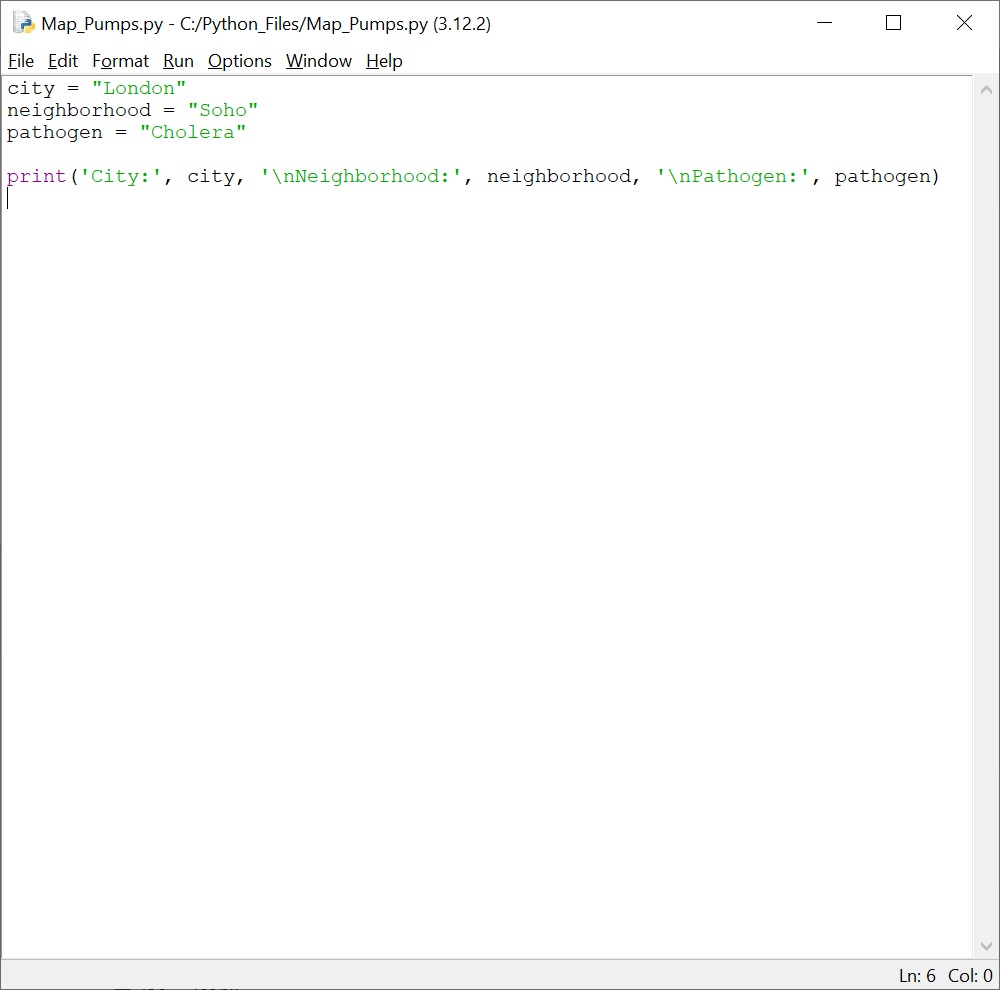 Map_Pumps.py - C:/Python_Files/Map_Pumps.py (3.12.2)
File Edit Format Run Options Window Help
city = "London"
neighborhood = "Soho"
pathogen = "Cholera"
print('City:', city, '\nNeighborhood:', neighborhood, '\nPathogen:', pathogen)
Ln: 6 Col: 0